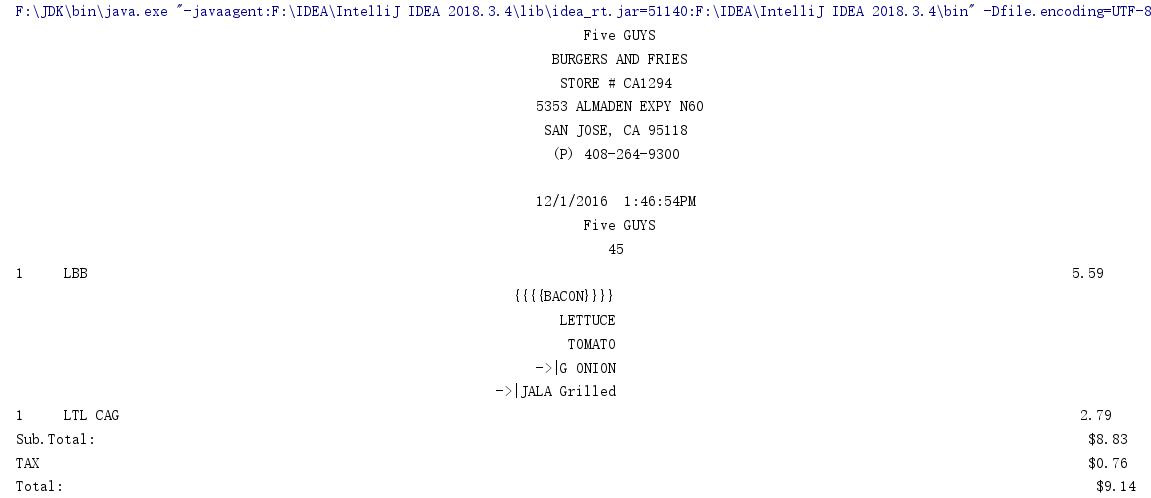 F:\JDK\bin\java.exe "-javaagent:F:\IDEA\IntelliJ IDEA 2018.3.4\lib\idea_rt.jar=51140:F:\IDEA\IntelliJ IDEA 2018.3.4\bin" -Dfile.encoding=UTF-8
Five GUYS
BURGERS AND FRIES
STORE # CA1294
5353 ALMADEN EXPY N60
SAN JOSE, CA 95118
(P) 408-264-9300
12/1/2016 1:46:54PM
Five GUYS
45
1 LBB 5.59
{{{{BACON}}}}
LETTUCE
TOMATO
->|G ONION
->|JALA Grilled
1 LTL CAG 2.79
Sub.Total: $8.83
TAX $0.76
Total: $9.14